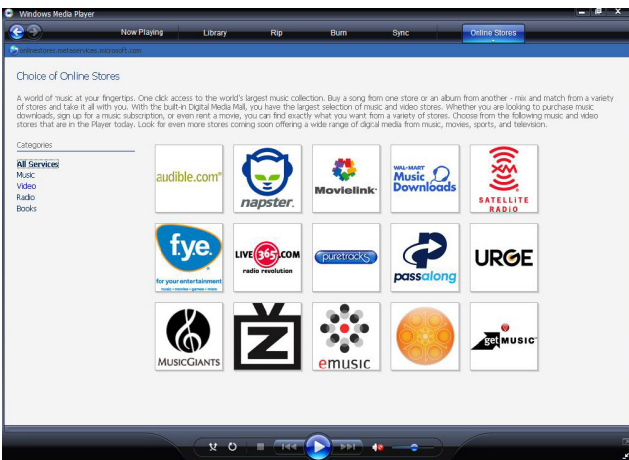 Windows Media Player
Now Playing Library Rip Burn Sync Online Stores
onlinestores.metaservices.microsoft.com
Choice of Online Stores
A world of music at your fingertips. One click access to the world's largest music collection. Buy a song from one store or an album from another - mix and match from a variety
of stores and take it all with you. With the built-in Digital Media Mall, you have the largest selection of music and video stores. Whether you are looking to purchase music
downloads, sign up for a music subscription, or even rent a movie, you can find exactly what you want from a variety of stores. Choose from the following music and video
stores that are in the Player today. Look for even more stores coming soon offering a wide range of digital media from music, movies, sports, and television.
Categories
All Services
Music
Video
Radio
Books
audible.com®
napster.
Movielink
WAL-MART
Music
Downloads
XM
SATELLITE
RADIO
f.y.e.
for your entertainment
music • movies • games • more
LIVE 365.COM
radio revolution
puretracks
passalong
URGE
MUSICGIANTS
Z
emusic
get MUSIC